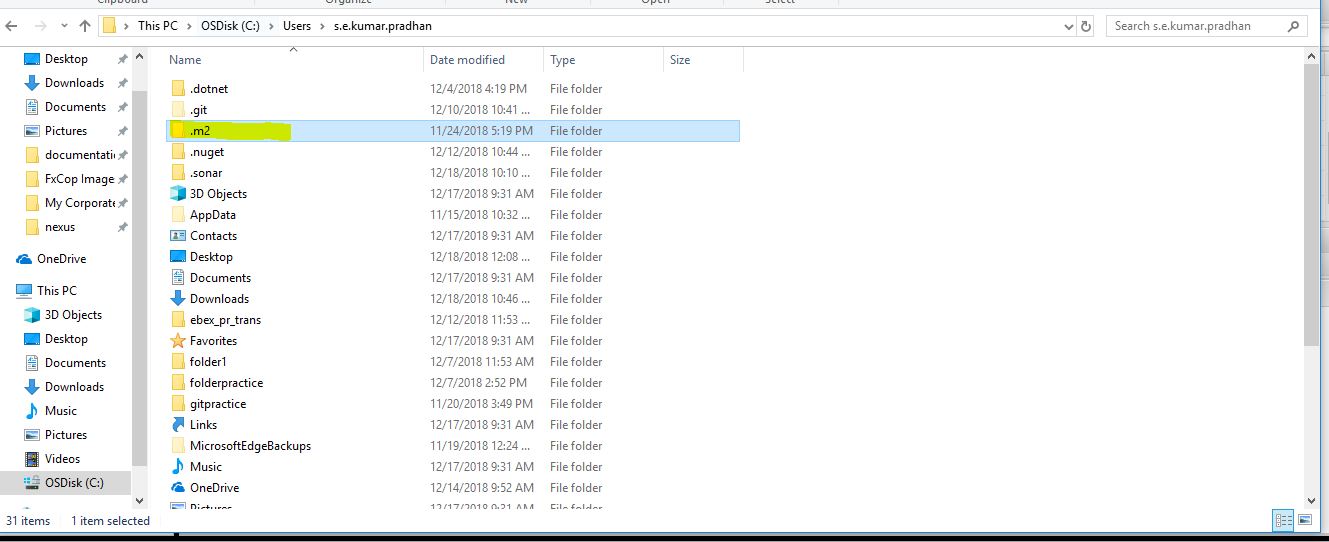 Clipboard Organize New Open Select
This PC OSDisk (C:) Users s.e.kumar.pradhan Search s.e.kumar.pradhan
Name Date modified Type Size
Desktop
Downloads
Documents
Pictures
documentatic
FxCop Image
My Corporate
nexus
OneDrive
This PC
3D Objects
Desktop
Documents
Downloads
Music
Pictures
Videos
OSDisk (C:)
.dotnet 12/4/2018 4:19 PM File folder
.git 12/10/2018 10:41 ... File folder
.m2 11/24/2018 5:19 PM File folder
.nuget 12/12/2018 10:44 ... File folder
.sonar 12/18/2018 10:10 ... File folder
3D Objects 12/17/2018 9:31 AM File folder
AppData 11/15/2018 10:32 ... File folder
Contacts 12/17/2018 9:31 AM File folder
Desktop 12/18/2018 12:08 ... File folder
Documents 12/17/2018 9:31 AM File folder
Downloads 12/18/2018 10:46 ... File folder
ebex_pr_trans 12/12/2018 11:53 ... File folder
Favorites 12/17/2018 9:31 AM File folder
folder1 12/7/2018 11:53 AM File folder
folderpractice 12/7/2018 2:52 PM File folder
gitpractice 11/20/2018 3:49 PM File folder
Links 12/17/2018 9:31 AM File folder
MicrosoftEdgeBackups 11/19/2018 12:24 ... File folder
Music 12/17/2018 9:31 AM File folder
OneDrive 12/14/2018 9:52 AM File folder
Pictures 12/17/2018 9:31 AM File folder
31 items 1 item selected